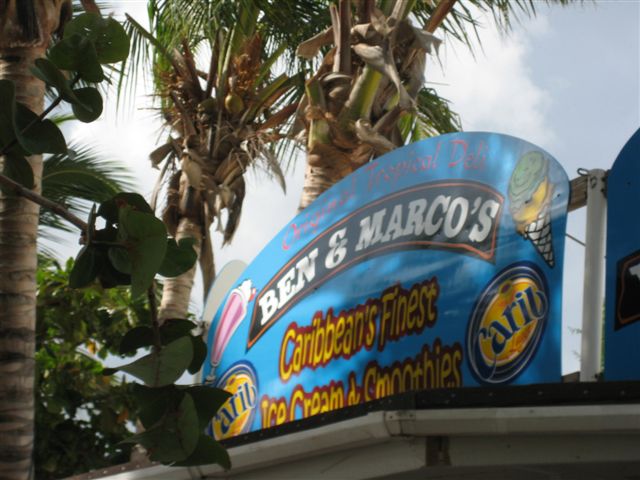 Original Tropical Deli
BEN & MARCO'S
Caribbean's Finest
Ice Cream & Smoothies
Carib
Carib